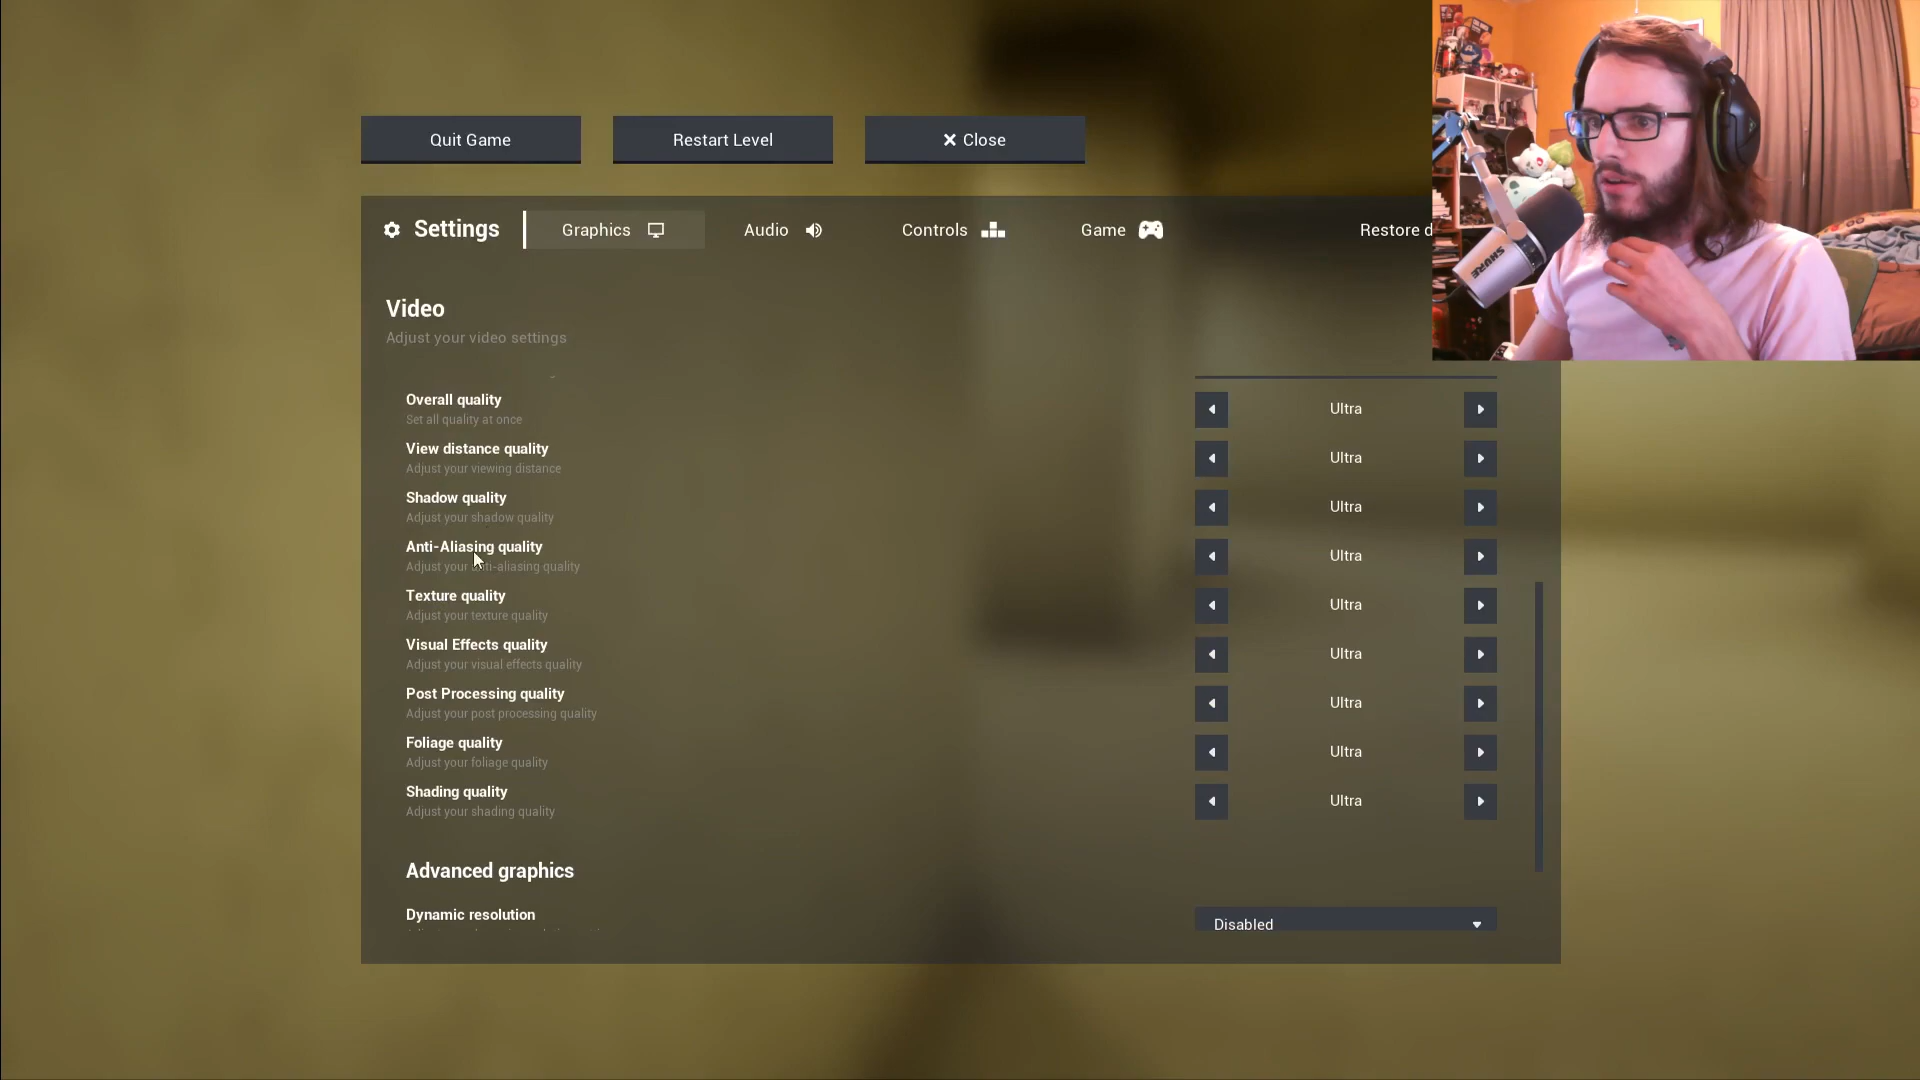 Quit Game
Restart Level
Close
Settings
Graphics
Audio
Controls
Game
Restore d
SHURE
Video
Adjust your video settings
Overall quality
Set all quality at once
Ultra
View distance quality
Adjust your viewing distance
Ultra
Shadow quality
Adjust your shadow quality
Ultra
Anti-Aliasing quality
Adjust your anti-aliasing quality
Ultra
Texture quality
Adjust your texture quality
Ultra
Visual Effects quality
Adjust your visual effects quality
Ultra
Post Processing quality
Adjust your post processing quality
Ultra
Foliage quality
Adjust your foliage quality
Ultra
Shading quality
Adjust your shading quality
Ultra
Advanced graphics
Dynamic resolution
Disabled